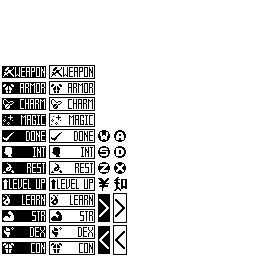 WEAPON WEAPON
ARMOR ARMOR
CHARM CHARM
MAGIC MAGIC
DONE DONE W A
INT INT S D
REST REST Z X
LEVEL UP LEVEL UP ¥ 知
LEARN LEARN
STR STR
DEX DEX
CON CON